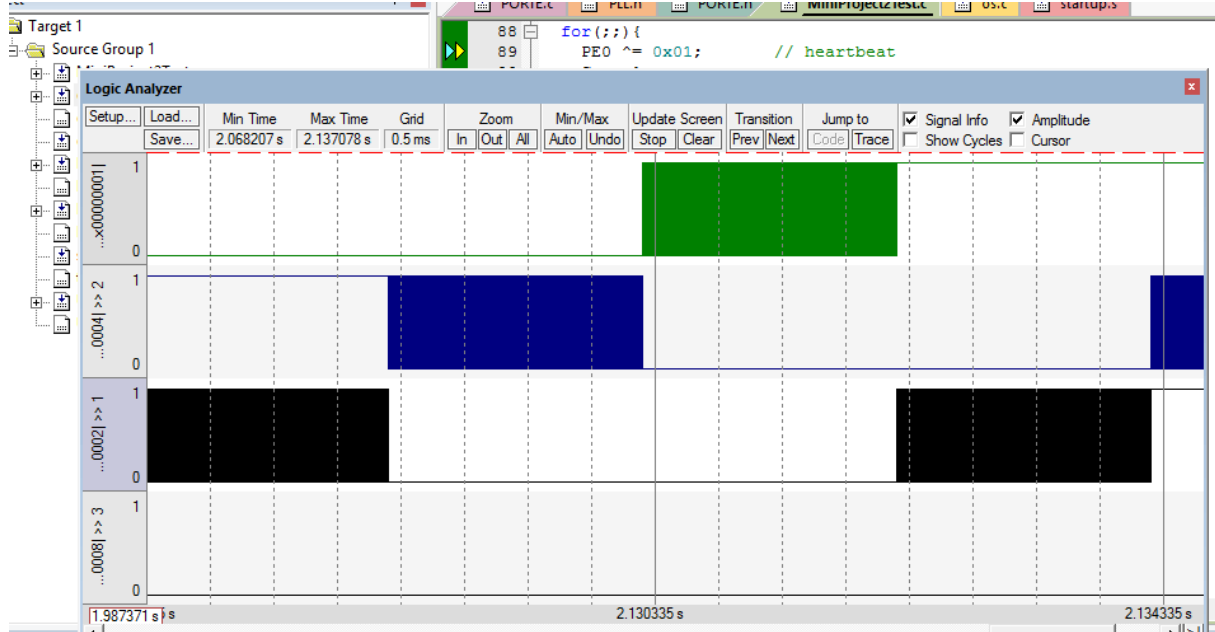 PORTE.c PLL.h PORTE.h MiniProject2Test.c os.c startup.s
Target 1
Source Group 1
88 for(;;){
89 PE0 ^= 0x01; // heartbeat
Logic Analyzer
Setup... Load... Min Time Max Time Grid Zoom Min/Max Update Screen Transition Jump to Signal Info Amplitude
Save... 2.068207 s 2.137078 s 0.5 ms In Out All Auto Undo Stop Clear Prev Next Code Trace Show Cycles Cursor
1
...x00000001|
0
1
...0004| >> 2
0
1
...0002| >> 1
0
1
...0008| >> 3
0
1.987371 s s 2.130335 s 2.134335 s